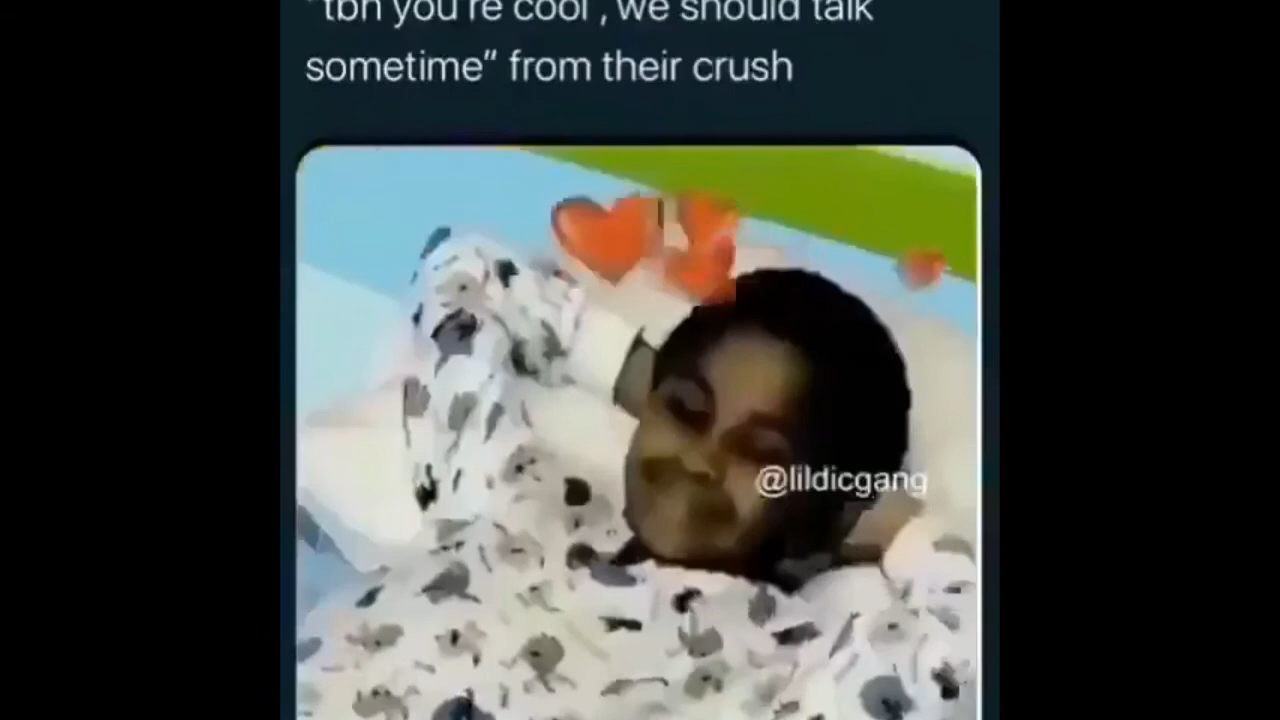 "tbh you're cool , we should talk
sometime" from their crush
@lildicgang